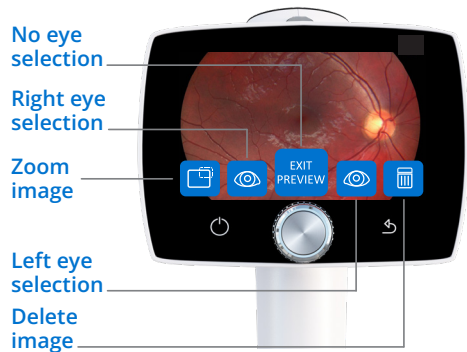 No eye
selection
Right eye
selection
Zoom
image
EXIT
PREVIEW
Left eye
selection
Delete
image